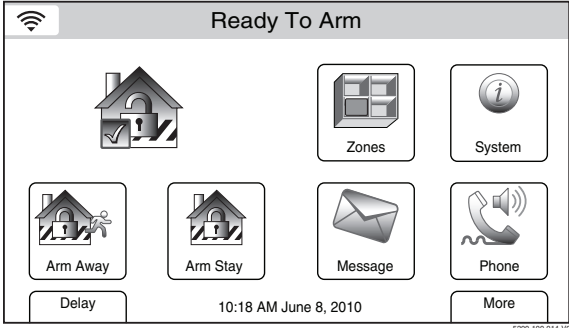 Ready To Arm
Zones
System
Arm Away
Arm Stay
Message
Phone
Delay
10:18 AM June 8, 2010
More